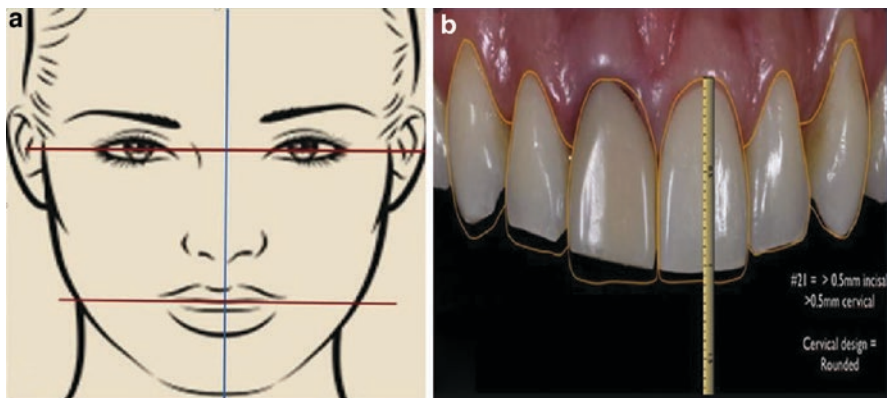 a
b
#21 = > 0.5mm incisal
>0.5mm cervical
Cervical design =
Rounded